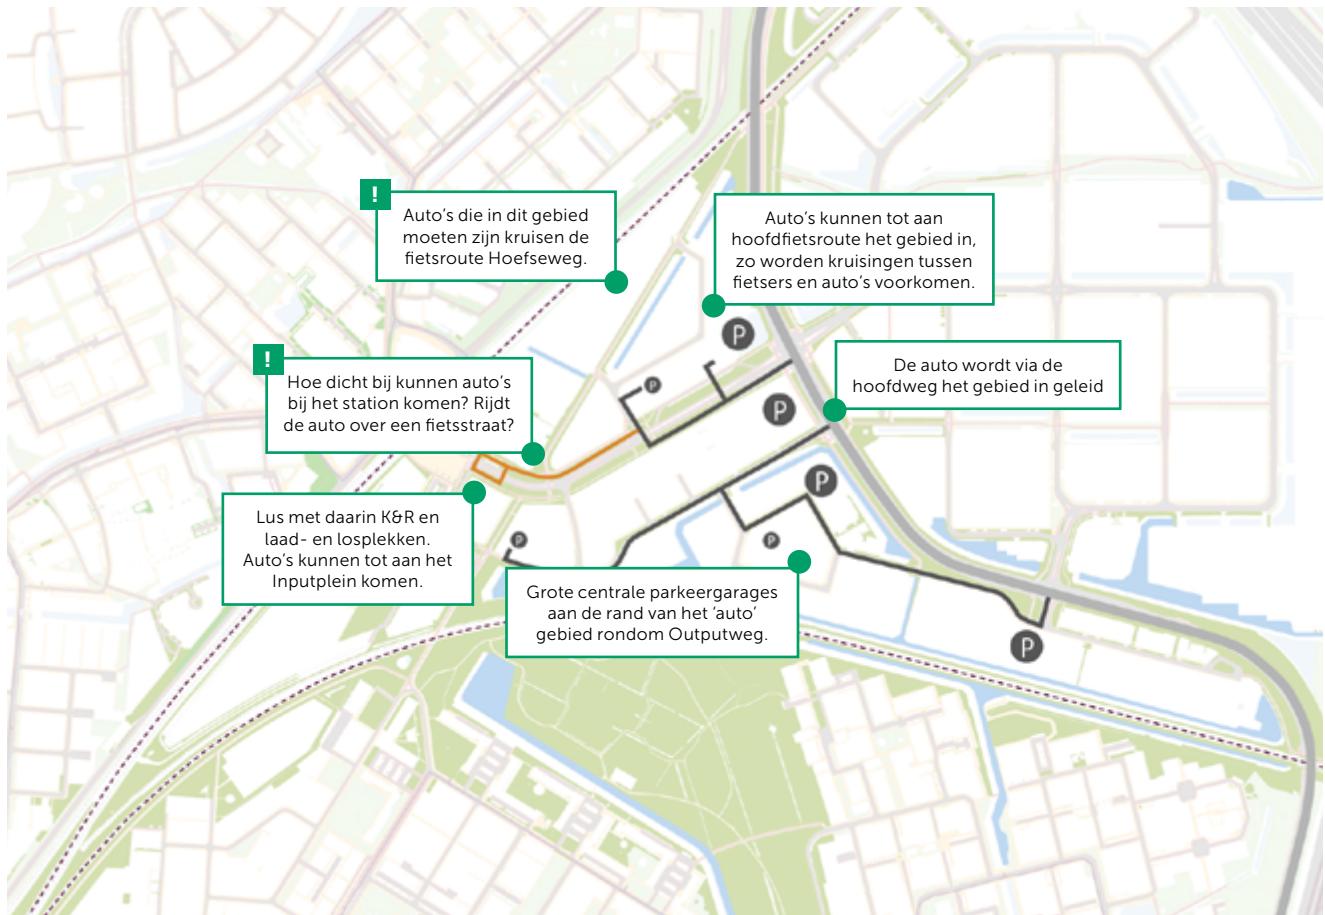 !
Auto's die in dit gebied
moeten zijn kruisen de
fietsroute Hoefseweg.
Auto's kunnen tot aan
hoofdfietsroute het gebied in,
zo worden kruisingen tussen
fietsers en auto's voorkomen.
P
!
Hoe dicht bij kunnen auto's
bij het station komen? Rijdt
de auto over een fietsstraat?
P
De auto wordt via de
hoofdweg het gebied in geleid
P
P
Lus met daarin K&R en
laad- en losplekken.
Auto's kunnen tot aan het
Inputplein komen.
P
P
Grote centrale parkeergarages
aan de rand van het 'auto'
gebied rondom Outputweg.
P